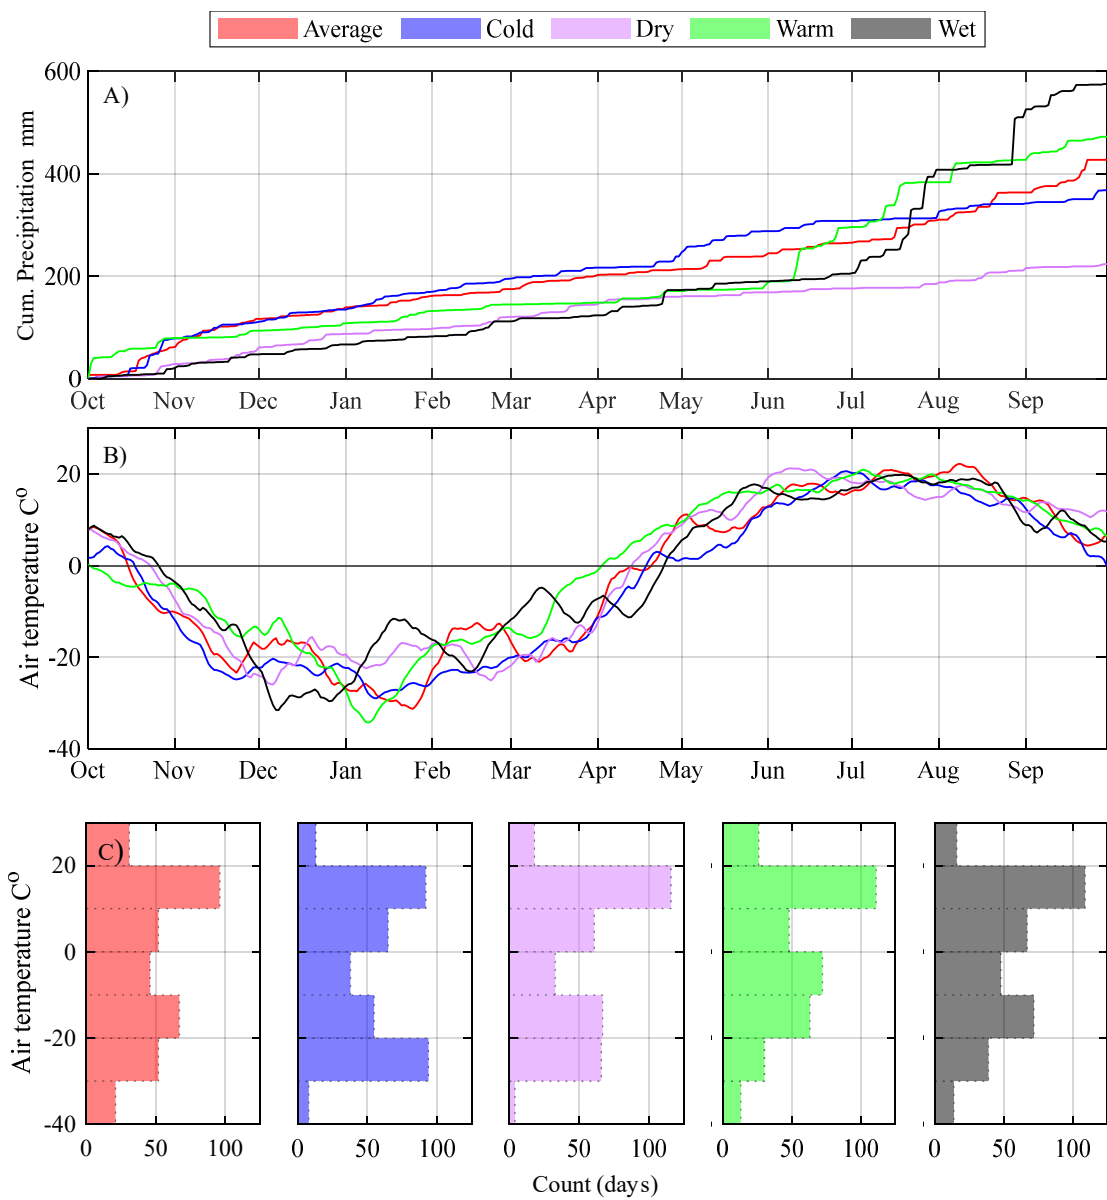 Average Cold Dry Warm Wet
A)
Cum. Precipitation mm
600
400
200
0
Oct Nov Dec Jan Feb Mar Apr May Jun Jul Aug Sep
B)
Air temperature C°
20
0
-20
-40
Oct Nov Dec Jan Feb Mar Apr May Jun Jul Aug Sep
C)
Air temperature C°
20
0
-20
-40
0 50 100 0 50 100 0 50 100 0 50 100 0 50 100
Count (days)